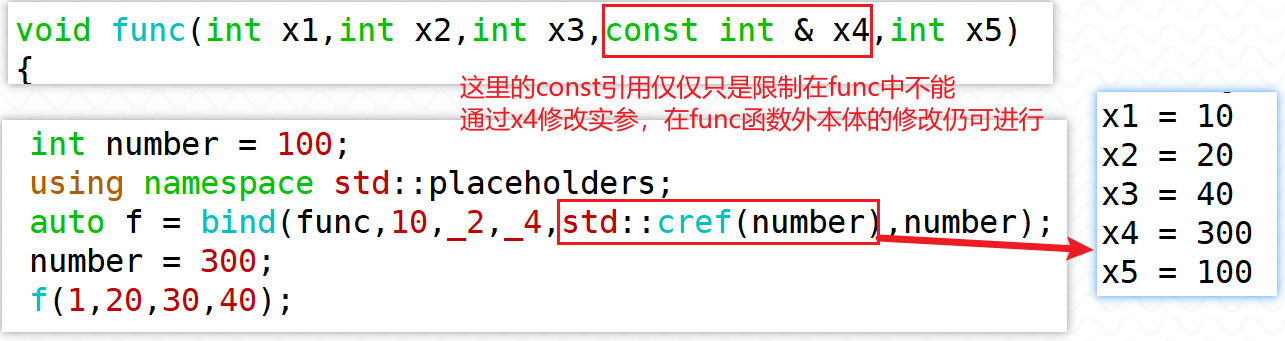 void func(int x1,int x2,int x3,const int & x4,int x5)
{
这里的const引用仅仅只是限制在func中不能
通过x4修改实参，在func函数外本体的修改仍可进行
int number = 100;
using namespace std::placeholders;
auto f = bind(func,10,_2,_4,std::cref(number),number);
number = 300;
f(1,20,30,40);
x1 = 10
x2 = 20
x3 = 40
x4 = 300
x5 = 100